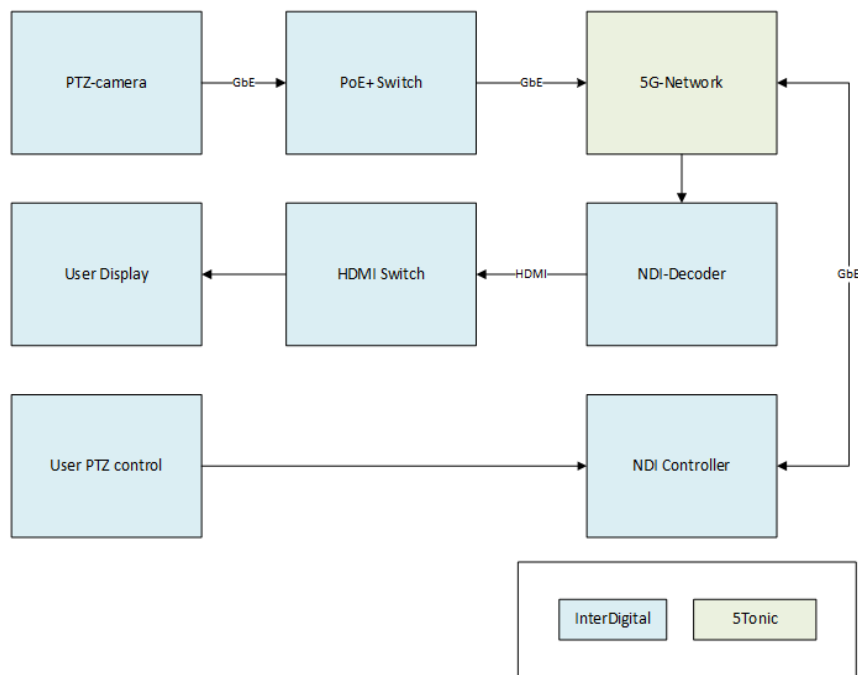 PTZ-camera
GbE
PoE+ Switch
GbE
5G-Network
User Display
HDMI Switch
HDMI
NDI-Decoder
GbE
User PTZ control
NDI Controller
InterDigital
5Tonic